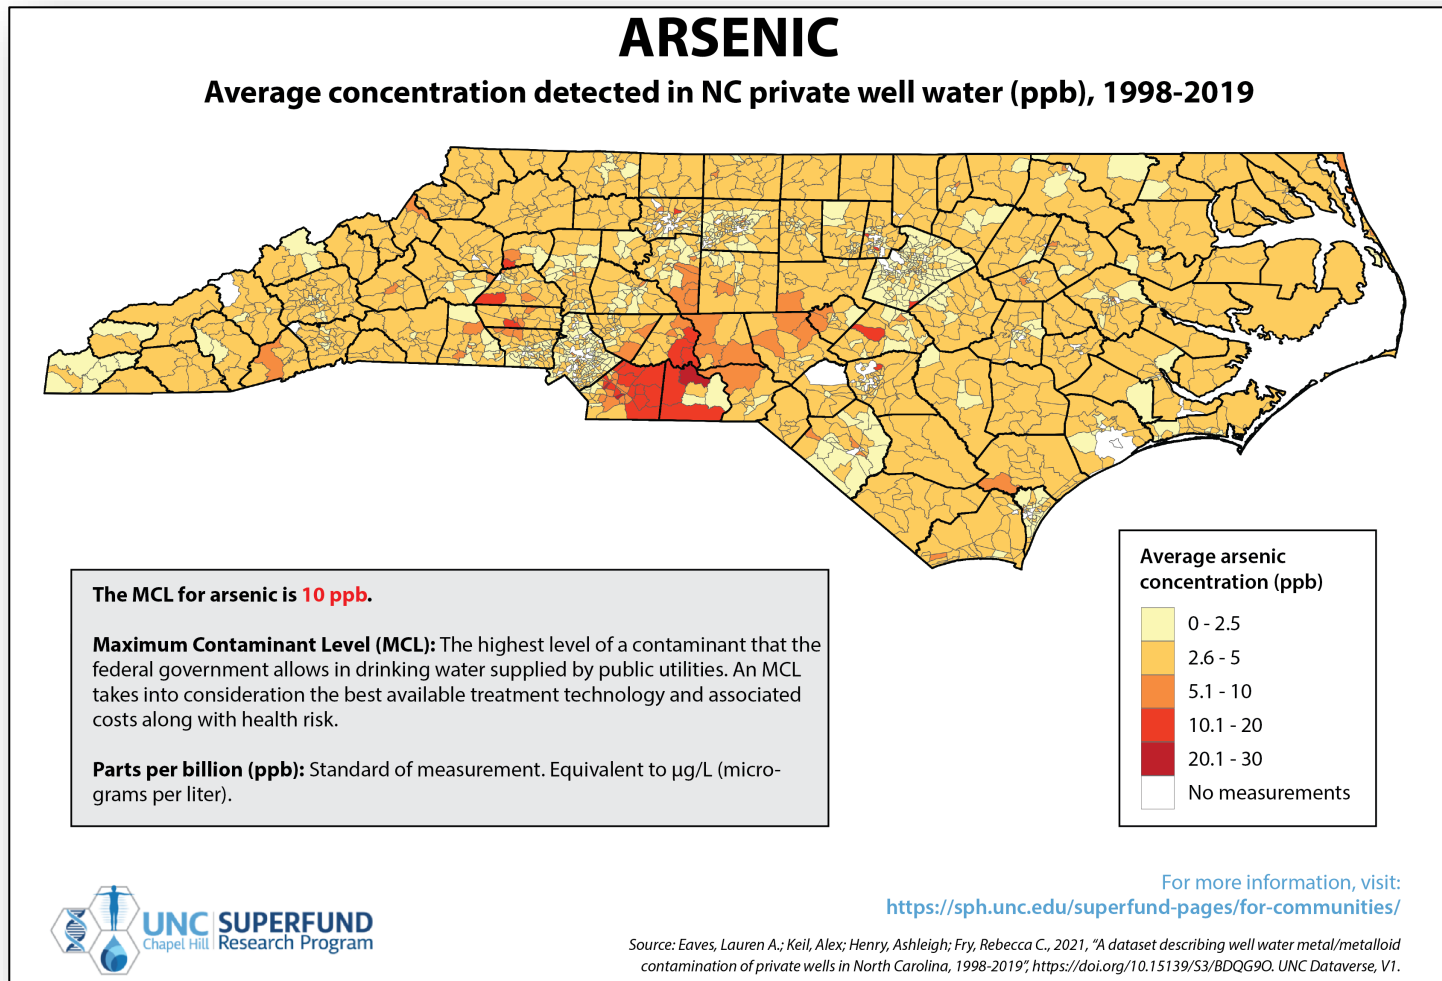 ARSENIC
Average concentration detected in NC private well water (ppb), 1998-2019
The MCL for arsenic is 10 ppb.
Maximum Contaminant Level (MCL): The highest level of a contaminant that the
federal government allows in drinking water supplied by public utilities. An MCL
takes into consideration the best available treatment technology and associated
costs along with health risk.
Parts per billion (ppb): Standard of measurement. Equivalent to µg/L (micro-
grams per liter).
Average arsenic
concentration (ppb)
0 - 2.5
2.6 - 5
5.1 - 10
10.1 - 20
20.1 - 30
No measurements
UNC
Chapel Hill
SUPERFUND
Research Program
For more information, visit:
https://sph.unc.edu/superfund-pages/for-communities/
Source: Eaves, Lauren A.; Keil, Alex; Henry, Ashleigh; Fry, Rebecca C., 2021, “A dataset describing well water metal/metalloid
contamination of private wells in North Carolina, 1998-2019”, https://doi.org/10.15139/S3/BDQG9O. UNC Dataverse, V1.